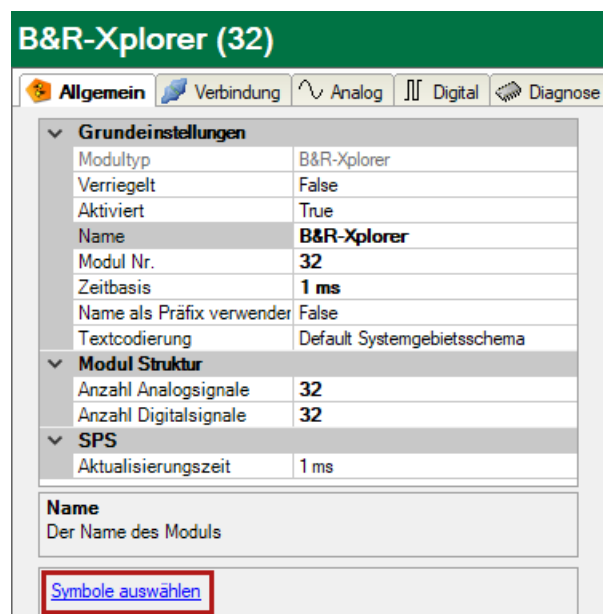 B&R-Xplorer (32)
Allgemein Verbindung Analog Digital Diagnose
Grundeinstellungen
Modultyp B&R-Xplorer
Verriegelt False
Aktiviert True
Name B&R-Xplorer
Modul Nr. 32
Zeitbasis 1 ms
Name als Präfix verwender False
Textcodierung Default Systemgebietsschema
Modul Struktur
Anzahl Analogsignale 32
Anzahl Digitalsignale 32
SPS
Aktualisierungszeit 1 ms
Name
Der Name des Moduls
Symbole auswählen